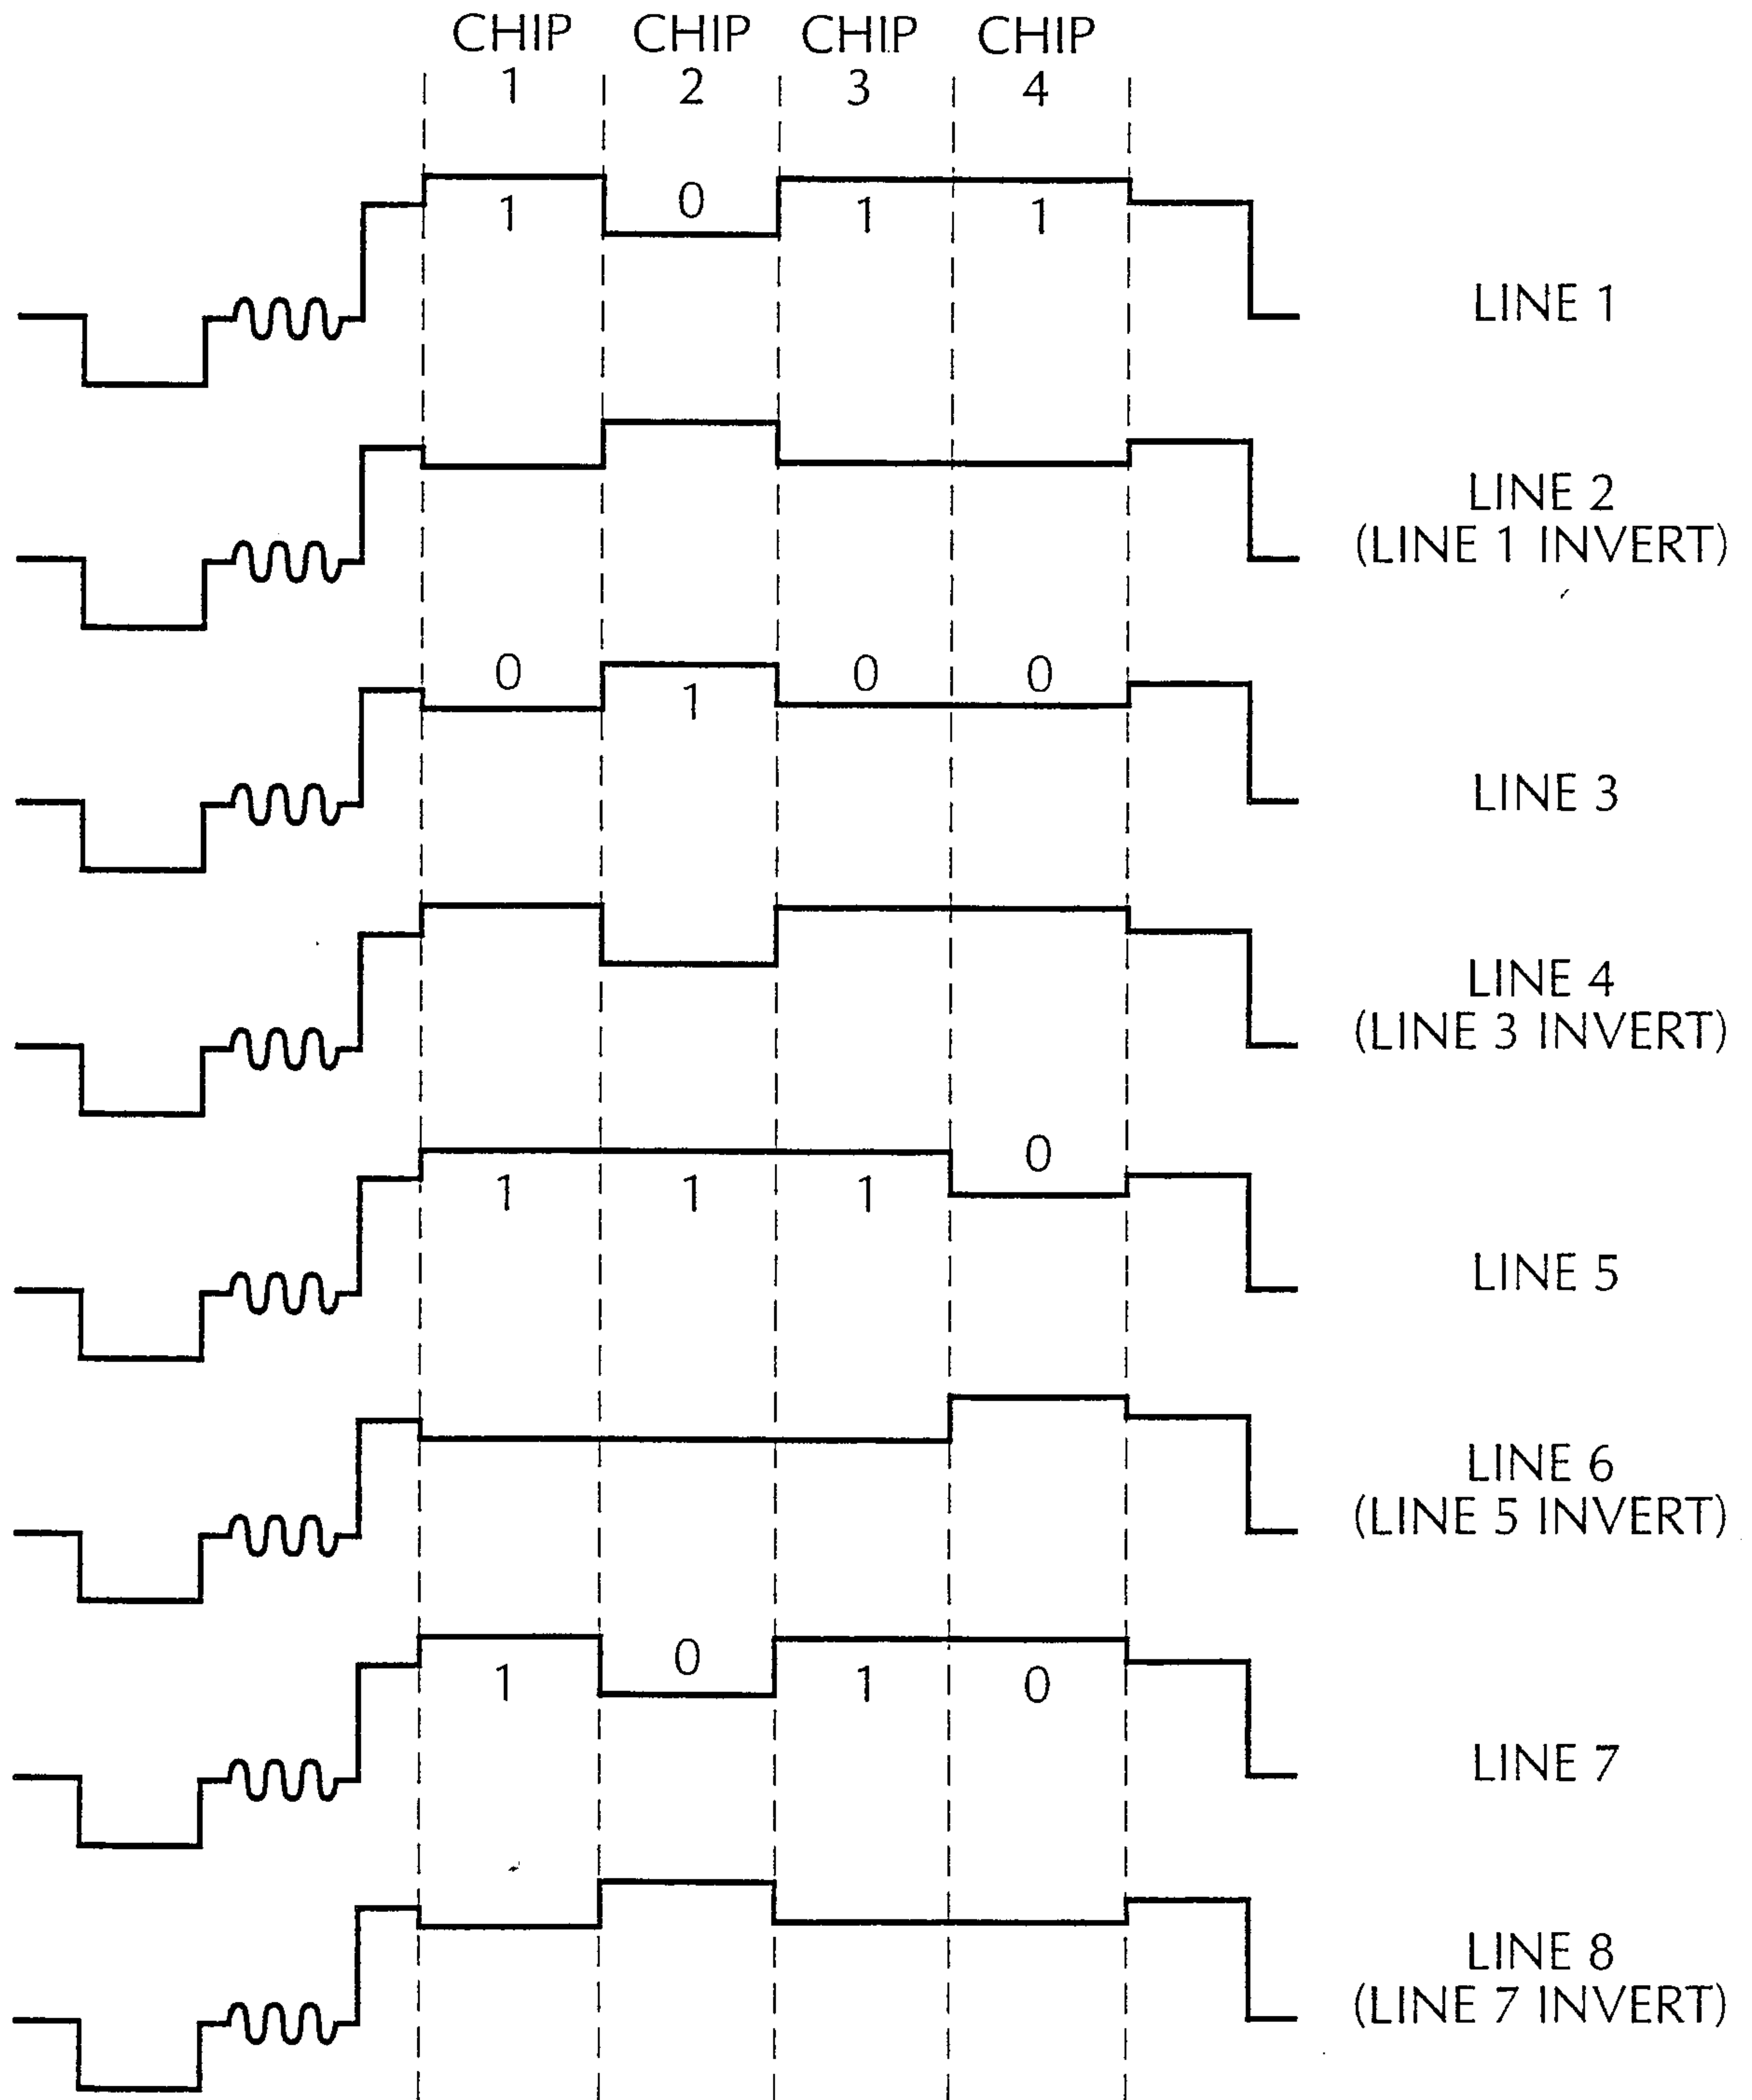 CHIP CHIP CHIP CHIP
1 2 3 4
1 0 1 1
LINE 1
LINE 2
(LINE 1 INVERT)
0 1 0 0
LINE 3
LINE 4
(LINE 3 INVERT)
1 1 1 0
LINE 5
LINE 6
(LINE 5 INVERT)
1 0 1 0
LINE 7
LINE 8
(LINE 7 INVERT)